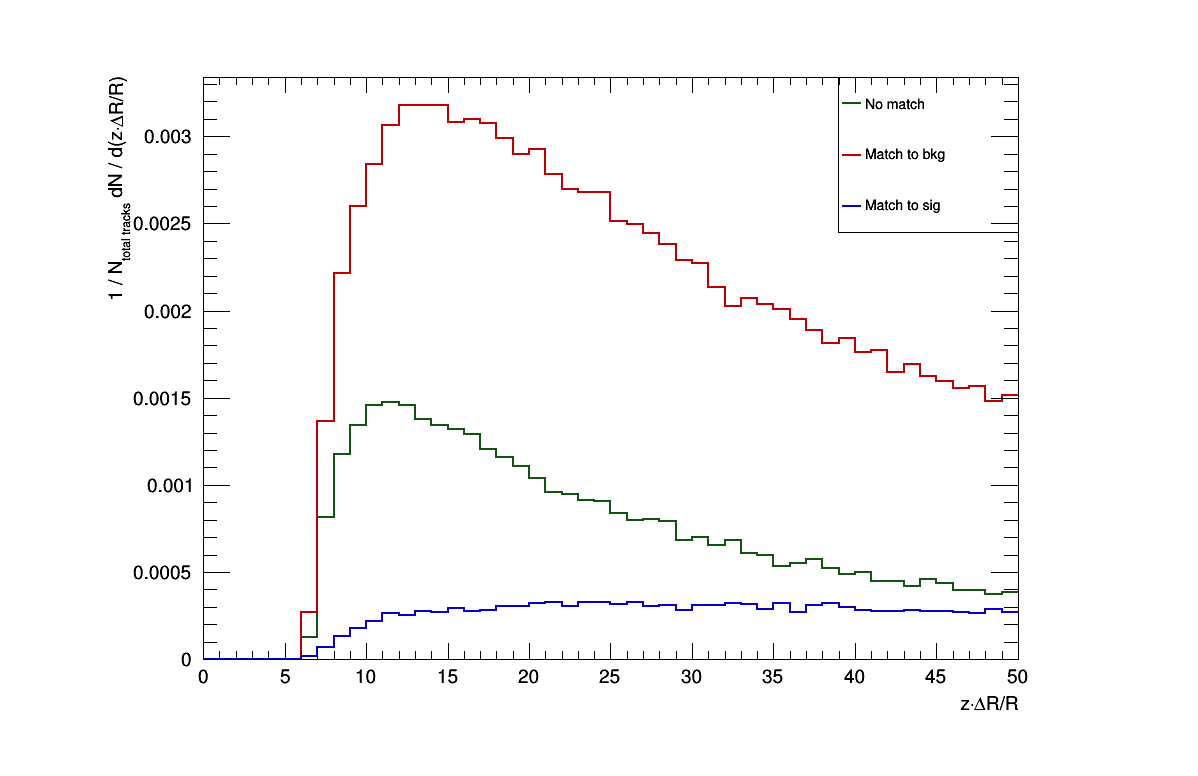 1 / N_total tracks dN / d(z·ΔR/R)
0.003
0.0025
0.002
0.0015
0.001
0.0005
0
0 5 10 15 20 25 30 35 40 45 50
z·ΔR/R
No match
Match to bkg
Match to sig